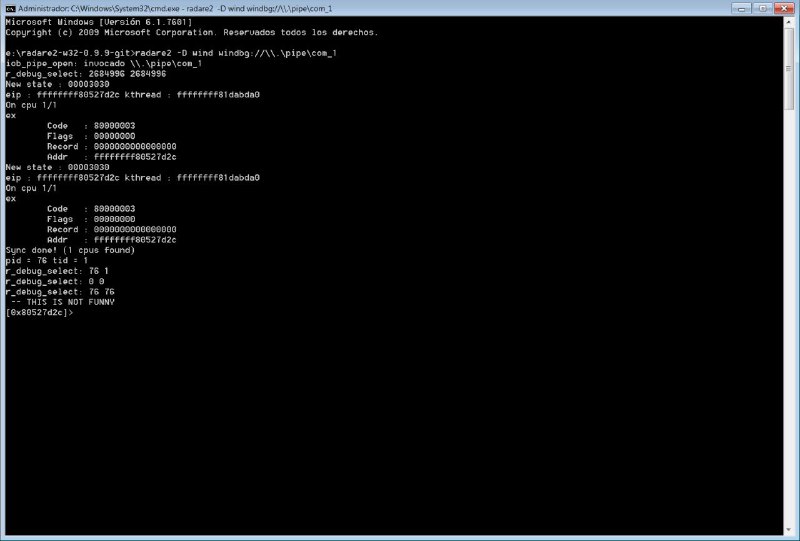 Administrador: C:\Windows\System32\cmd.exe - radare2 -D wind windbg://\\.\pipe\com_1
Microsoft Windows [Versión 6.1.7601]
Copyright (c) 2009 Microsoft Corporation. Reservados todos los derechos.
e:\radare2-w32-0.9.9-git>radare2 -D wind windbg://\\.\pipe\com_1
iob_pipe_open: invocado \\.\pipe\com_1
r_debug_select: 2684996 2684996
New state : 00003030
eip : ffffffff80527d2c kthread : ffffffff81dabda0
On cpu 1/1
ex
Code : 80000003
Flags : 00000000
Record : 0000000000000000
Addr : ffffffff80527d2c
New state : 00003030
eip : ffffffff80527d2c kthread : ffffffff81dabda0
On cpu 1/1
ex
Code : 80000003
Flags : 00000000
Record : 0000000000000000
Addr : ffffffff80527d2c
Sync done! (1 cpus found)
pid = 76 tid = 1
r_debug_select: 76 1
r_debug_select: 0 0
r_debug_select: 76 76
-- THIS IS NOT FUNNY
[0x80527d2c]>